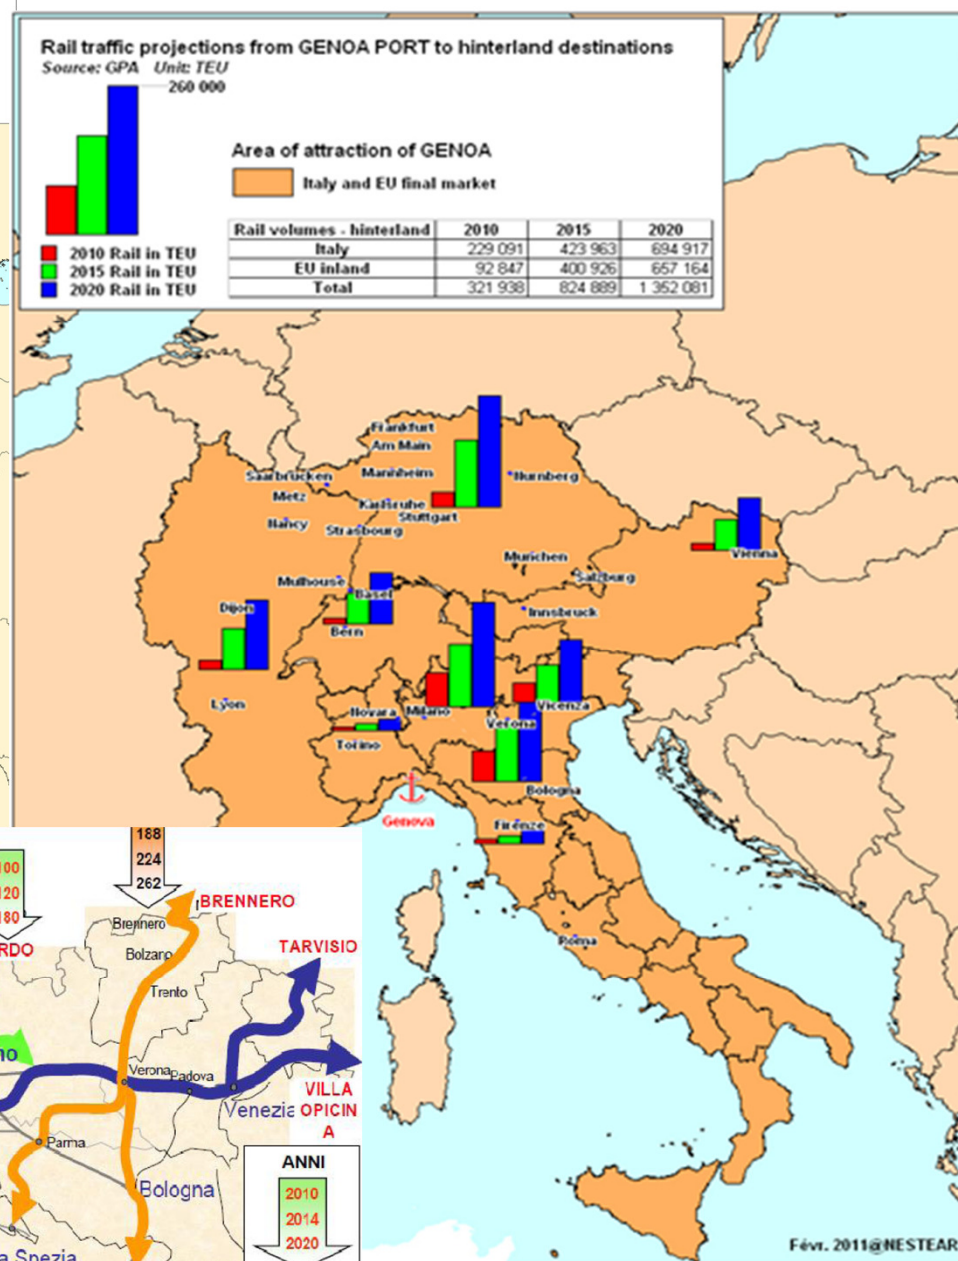 Rail traffic projections from GENOA PORT to hinterland destinations
Source: GPA Unit: TEU
260 000
Area of attraction of GENOA
Italy and EU final market
2010 Rail in TEU
2015 Rail in TEU
2020 Rail in TEU
Rail volumes - hinterland 2010 2015 2020
Italy 229 091 423 963 694 917
EU inland 92 847 400 926 657 164
Total 321 938 824 889 1 352 081
Frankfurt
Am Main
Saarbrucken
Mannheim
Nurnberg
Metz
Karlsruhe
Stuttgart
Nancy
Strasbourg
Vienna
Munchen
Mulhouse
Salzburg
Basel
Dijon
Innsbruck
Bern
Lyon
Novara
Milano
Vicenza
Verona
Torino
Bologna
Genova
Firenze
Roma
188
224
262
100
120
180
RDO
BRENNERO
Brennero
TARVISIO
Bolzano
Trento
no
Verona
Padova
VILLA
OPICIN
A
Venezia
Parma
ANNI
2010
2014
2020
Bologna
a Spezia
Févr. 2011@NESTEAR